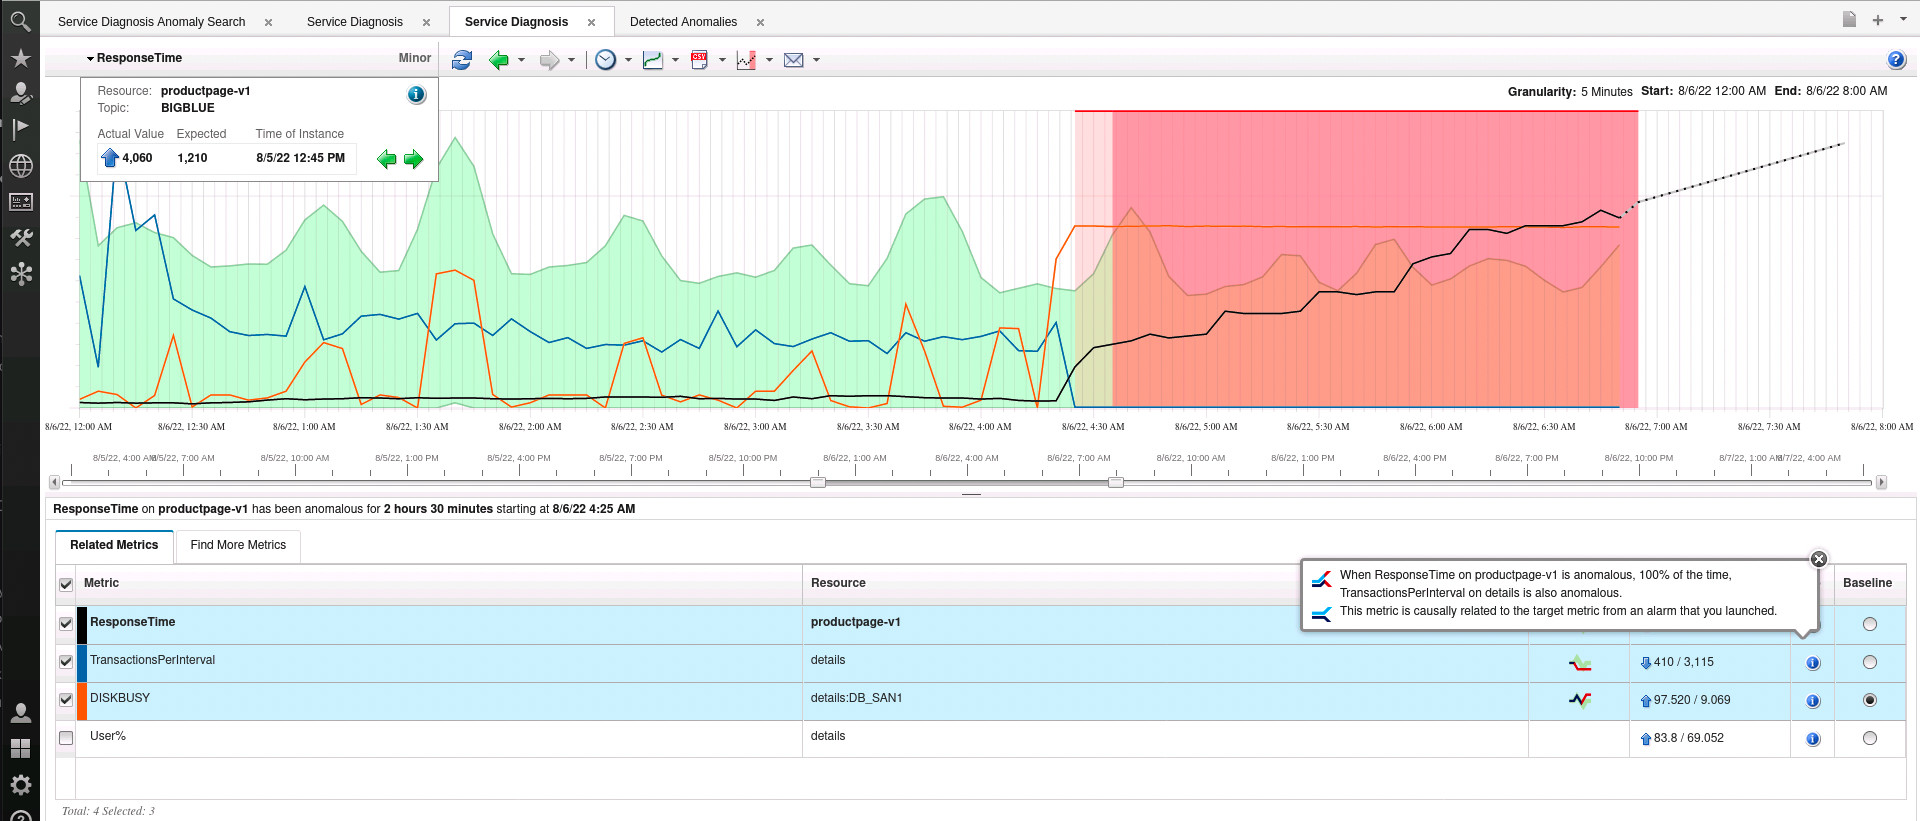 Service Diagnosis Anomaly Search
Service Diagnosis
Service Diagnosis
Detected Anomalies
ResponseTime Minor
CSV
?
Resource: productpage-v1
Topic: BIGBLUE
Actual Value Expected Time of Instance
4,060 1,210 8/5/22 12:45 PM
Granularity: 5 Minutes Start: 8/6/22 12:00 AM End: 8/6/22 8:00 AM
8/6/22, 12:00 AM 8/6/22, 12:30 AM 8/6/22, 1:00 AM 8/6/22, 1:30 AM 8/6/22, 2:00 AM 8/6/22, 2:30 AM 8/6/22, 3:00 AM 8/6/22, 3:30 AM 8/6/22, 4:00 AM 8/6/22, 4:30 AM 8/6/22, 5:00 AM 8/6/22, 5:30 AM 8/6/22, 6:00 AM 8/6/22, 6:30 AM 8/6/22, 7:00 AM 8/6/22, 7:30 AM 8/6/22, 8:00 AM
8/5/22, 4:00 AM 8/5/22, 7:00 AM 8/5/22, 10:00 AM 8/5/22, 1:00 PM 8/5/22, 4:00 PM 8/5/22, 7:00 PM 8/5/22, 10:00 PM 8/6/22, 1:00 AM 8/6/22, 4:00 AM 8/6/22, 7:00 AM 8/6/22, 10:00 AM 8/6/22, 1:00 PM 8/6/22, 4:00 PM 8/6/22, 7:00 PM 8/6/22, 10:00 PM 8/7/22, 1:00 AM 8/7/22, 4:00 AM
ResponseTime on productpage-v1 has been anomalous for 2 hours 30 minutes starting at 8/6/22 4:25 AM
Related Metrics
Find More Metrics
When ResponseTime on productpage-v1 is anomalous, 100% of the time,
TransactionsPerInterval on details is also anomalous.
This metric is causally related to the target metric from an alarm that you launched.
Metric Resource Baseline
ResponseTime productpage-v1
TransactionsPerInterval details 410 / 3,115
DISKBUSY details:DB_SAN1 97.520 / 9.069
User% details 83.8 / 69.052
Total: 4 Selected: 3